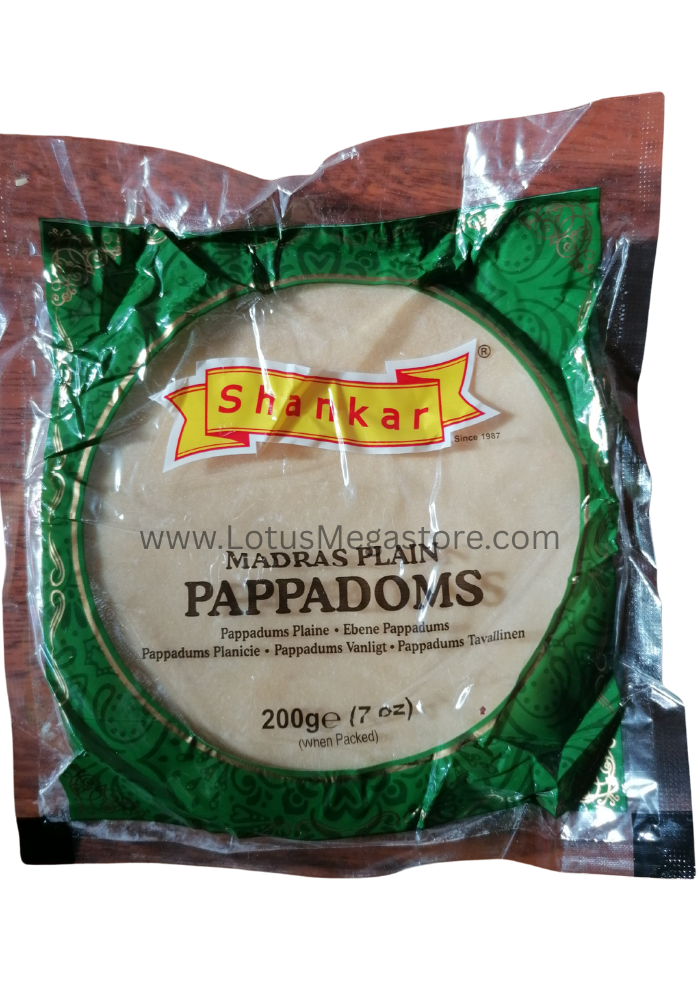 Shankar®
Since 1987
www.LotusMegastore.com
MADRAS PLAIN
PAPPADOMS
Pappadums Plaine • Ebene Pappadums
Pappadums Planicie • Pappadums Vanligt • Pappadums Tavallinen
200g℮ (7 oz)
(When Packed)